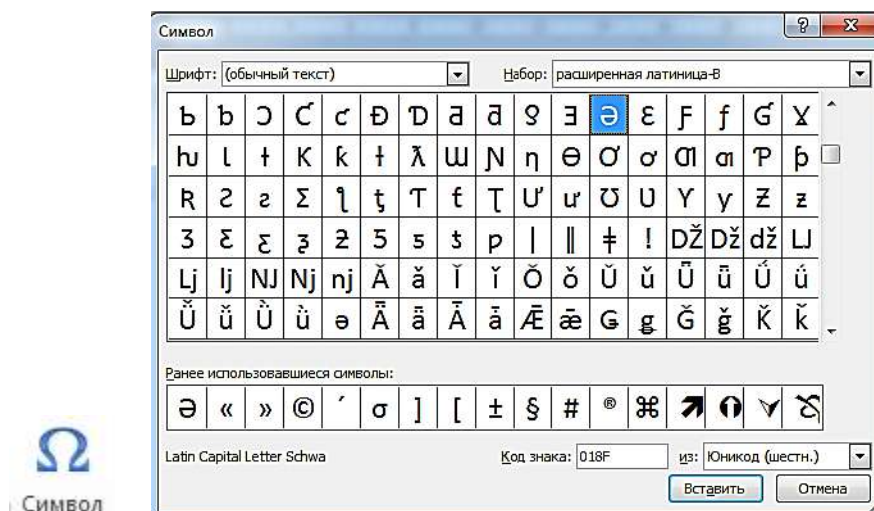 Символ
Шрифт: (обычный текст) Набор: расширенная латиница-B
Ƅ ƅ Ɔ Ƈ ƈ Ɖ Ɗ Ƌ ƌ ƍ Ǝ Ə Ɛ Ƒ ƒ Ɠ Ɣ
ƕ Ɩ Ɨ Ƙ ƙ ƚ ƛ Ɯ Ɲ ƞ Ɵ Ơ ơ Ƣ ƣ Ƥ ƥ
Ʀ Ƨ ƨ Ʃ ƪ ƫ Ƭ ƭ Ʈ Ư ư Ʊ Ʋ Ƴ ƴ Ƶ ƶ
Ʒ Ƹ ƹ ƺ ƻ Ƽ ƽ ƾ ƿ ǀ ǁ ǂ ǃ DŽ Dž dž LJ
Lj lj NJ Nj nj Ǎ ǎ Ǐ ǐ Ǒ ǒ Ǔ ǔ Ǖ ǖ Ǘ ǘ
Ǚ ǚ Ǜ ǜ ǝ Ǟ ǟ Ǡ ǡ Ǣ ǣ Ǥ ǥ Ǧ ǧ Ǩ ǩ
Ранее использовавшиеся символы:
Ə « » © ´ σ ] [ ± § # ® ⌘
Latin Capital Letter Schwa Код знака: 018F из: Юникод (шестн.)
Вставить Отмена
Символ